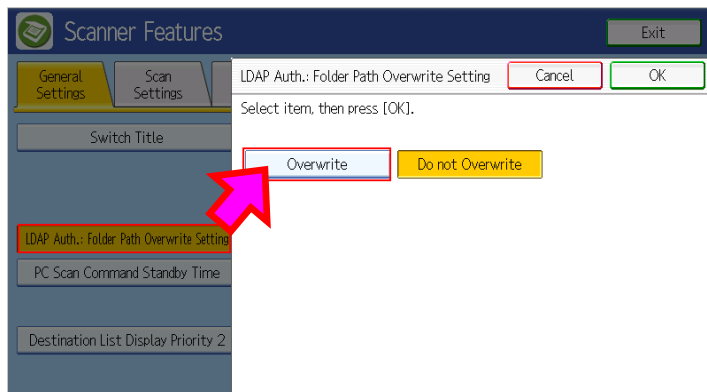 Scanner Features
Exit
General
Settings
Scan
Settings
LDAP Auth.: Folder Path Overwrite Setting
Cancel
OK
Select item, then press [OK].
Switch Title
Overwrite
Do not Overwrite
LDAP Auth.: Folder Path Overwrite Setting
PC Scan Command Standby Time
Destination List Display Priority 2